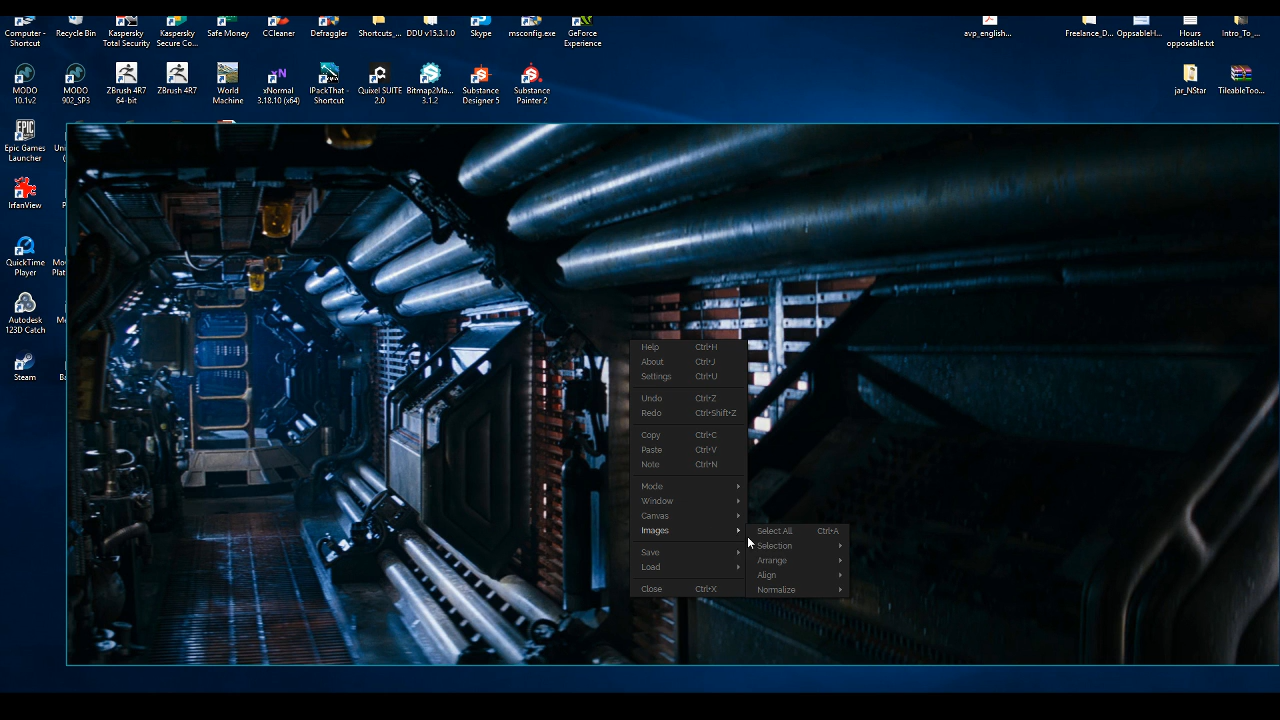 Computer - Shortcut
Recycle Bin
Kaspersky Total Security
Kaspersky Secure Co...
Safe Money
CCleaner
Defraggler
Shortcuts_...
DDU v15.3.1.0
Skype
msconfig.exe
GeForce Experience
avp_english...
Freelance_D...
OppsableH...
Hours opposable.txt
Intro_To_...
MODO 10.1v2
MODO 902_SP3
ZBrush 4R7 64-bit
ZBrush 4R7
World Machine
xNormal 3.18.10 (x64)
IPackThat - Shortcut
Quixel SUITE 2.0
Bitmap2Ma... 3.1.2
Substance Designer 5
Substance Painter 2
jar_NStar
TileableToo...
Epic Games Launcher
IrfanView
QuickTime Player
Autodesk 123D Catch
Steam
Help Ctrl+H
About Ctrl+J
Settings Ctrl+U
Undo Ctrl+Z
Redo Ctrl+Shift+Z
Copy Ctrl+C
Paste Ctrl+V
Note Ctrl+N
Mode
Window
Canvas
Images
Save
Load
Close Ctrl+X
Select All Ctrl+A
Selection
Arrange
Align
Normalize